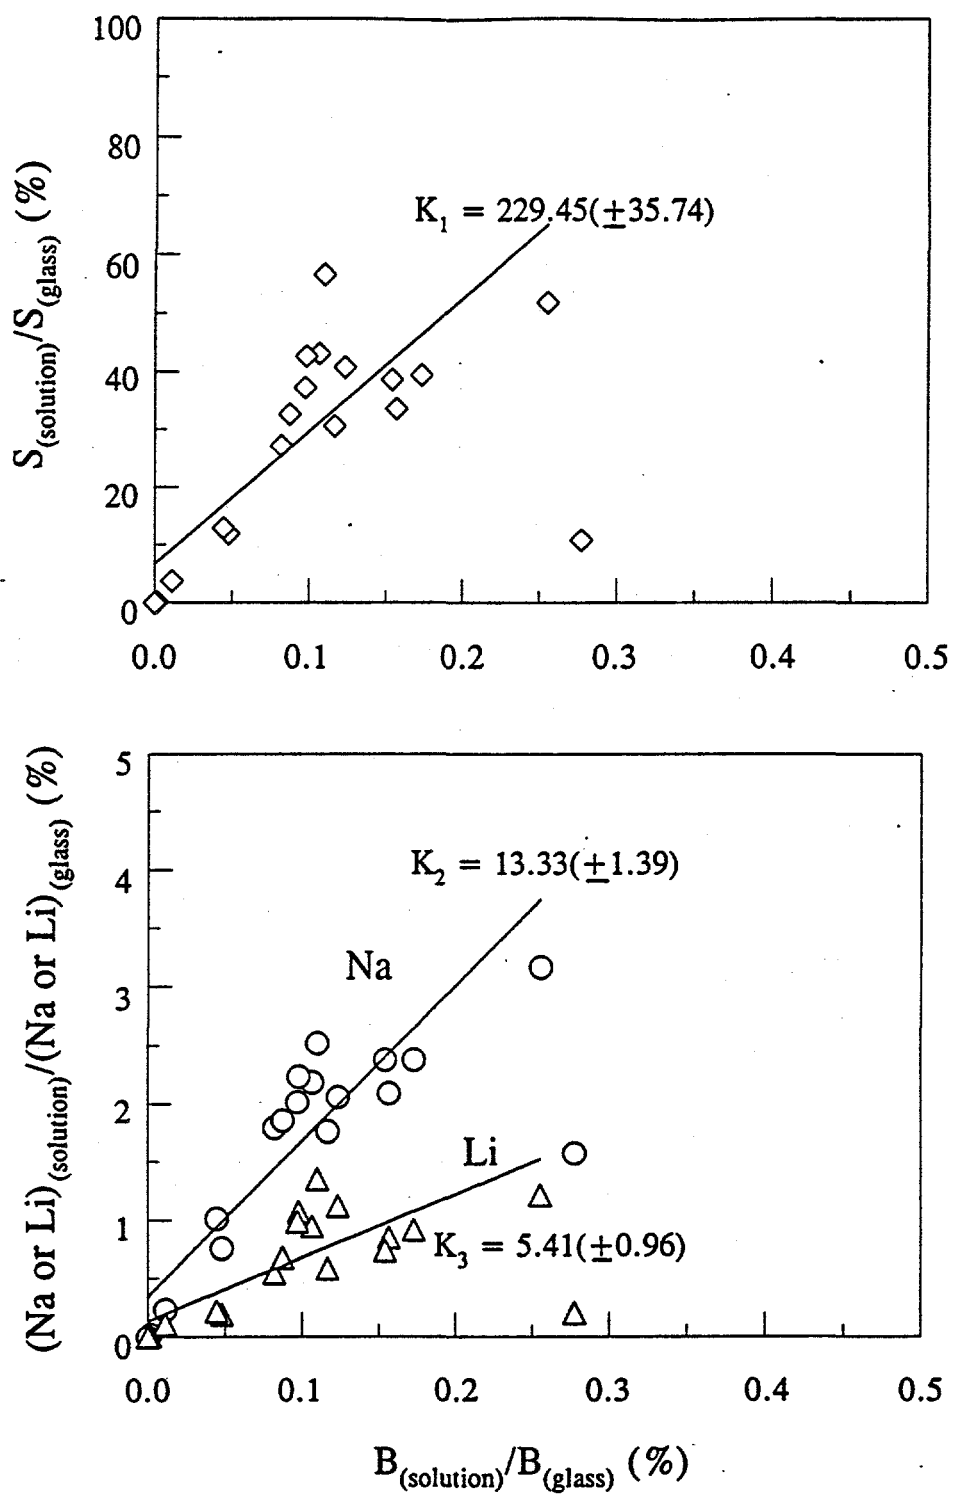 S(solution)/S(glass) (%)
100
80
60
40
20
0
K1 = 229.45(±35.74)
0.0 0.1 0.2 0.3 0.4 0.5
(Na or Li)(solution)/(Na or Li)(glass) (%)
5
4
3
2
1
0
K2 = 13.33(±1.39)
Na
Li
K3 = 5.41(±0.96)
0.0 0.1 0.2 0.3 0.4 0.5
B(solution)/B(glass) (%)